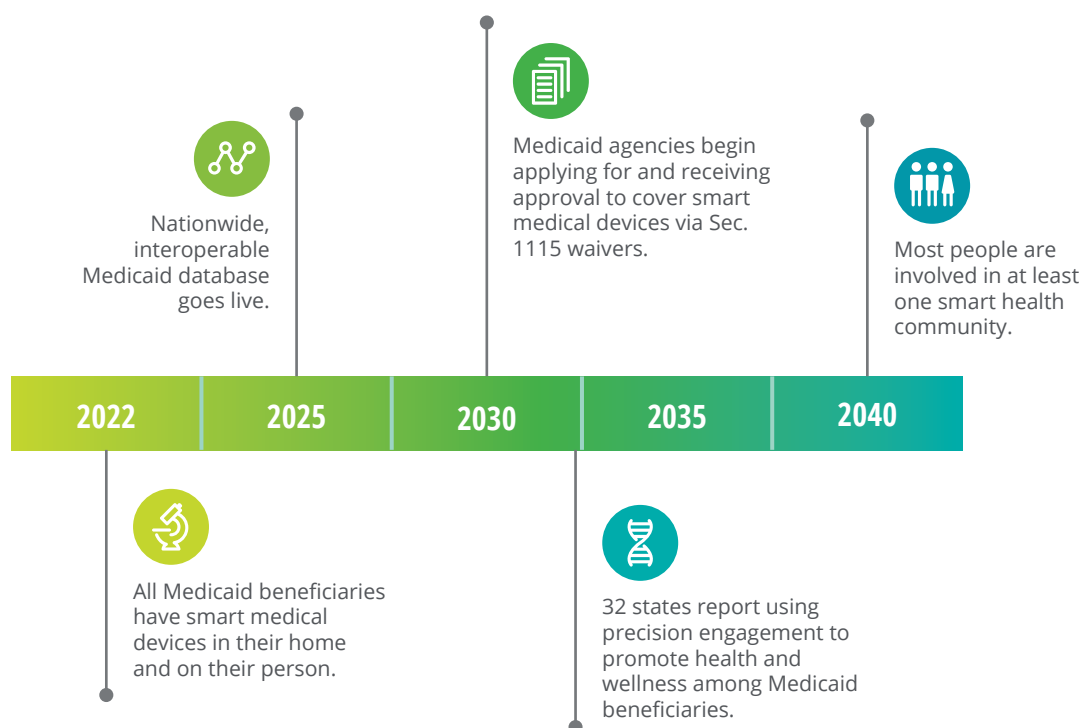 Medicaid agencies begin
applying for and receiving
approval to cover smart
medical devices via Sec.
1115 waivers.
Nationwide,
interoperable
Medicaid database
goes live.
Most people are
involved in at least
one smart health
community.
2022
2025
2030
2035
2040
All Medicaid beneficiaries
have smart medical
devices in their home
and on their person.
32 states report using
precision engagement to
promote health and
wellness among Medicaid
beneficiaries.